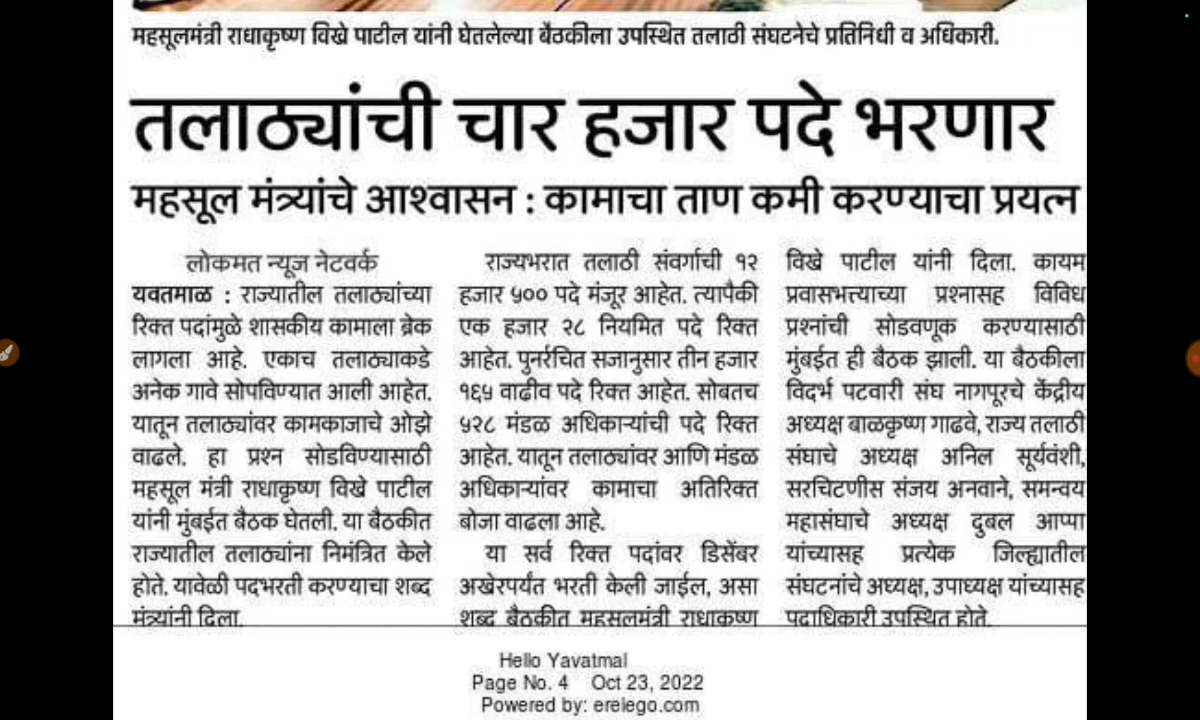 महसूलमंत्री राधाकृष्ण विखे पाटील यांनी घेतलेल्या बैठकीला उपस्थित तलाठी संघटनेचे प्रतिनिधी व अधिकारी.
तलाठ्यांची चार हजार पदे भरणार
महसूल मंत्र्यांचे आश्वासन : कामाचा ताण कमी करण्याचा प्रयत्न
लोकमत न्यूज नेटवर्क
यवतमाळ : राज्यातील तलाठ्यांच्या
रिक्त पदांमुळे शासकीय कामाला ब्रेक
लागला आहे. एकाच तलाठ्याकडे
अनेक गावे सोपविण्यात आली आहेत.
यातून तलाठ्यांवर कामकाजाचे ओझे
वाढले. हा प्रश्न सोडविण्यासाठी
महसूल मंत्री राधाकृष्ण विखे पाटील
यांनी मुंबईत बैठक घेतली. या बैठकीत
राज्यातील तलाठ्यांना निमंत्रित केले
होते. यावेळी पदभरती करण्याचा शब्द
मंत्र्यांनी दिला.
राज्यभरात तलाठी संवर्गाची १२
हजार ५०० पदे मंजूर आहेत. त्यापैकी
एक हजार २८ नियमित पदे रिक्त
आहेत. पुनर्रचित सजानुसार तीन हजार
१६५ वाढीव पदे रिक्त आहेत. सोबतच
५२८ मंडळ अधिकाऱ्यांची पदे रिक्त
आहेत. यातून तलाठ्यांवर आणि मंडळ
अधिकाऱ्यांवर कामाचा अतिरिक्त
बोजा वाढला आहे.
या सर्व रिक्त पदांवर डिसेंबर
अखेरपर्यंत भरती केली जाईल, असा
शब्द बैठकीत महसूलमंत्री राधाकृष्ण
विखे पाटील यांनी दिला. कायम
प्रवासभत्त्याच्या प्रश्नासह विविध
प्रश्नांची सोडवणूक करण्यासाठी
मुंबईत ही बैठक झाली. या बैठकीला
विदर्भ पटवारी संघ नागपूरचे केंद्रीय
अध्यक्ष बाळकृष्ण गाढवे, राज्य तलाठी
संघाचे अध्यक्ष अनिल सूर्यवंशी,
सरचिटणीस संजय अनवाने, समन्वय
महासंघाचे अध्यक्ष दुबल आप्पा
यांच्यासह प्रत्येक जिल्ह्यातील
संघटनांचे अध्यक्ष, उपाध्यक्ष यांच्यासह
पदाधिकारी उपस्थित होते.
Hello Yavatmal
Page No. 4 Oct 23, 2022
Powered by: erelego.com